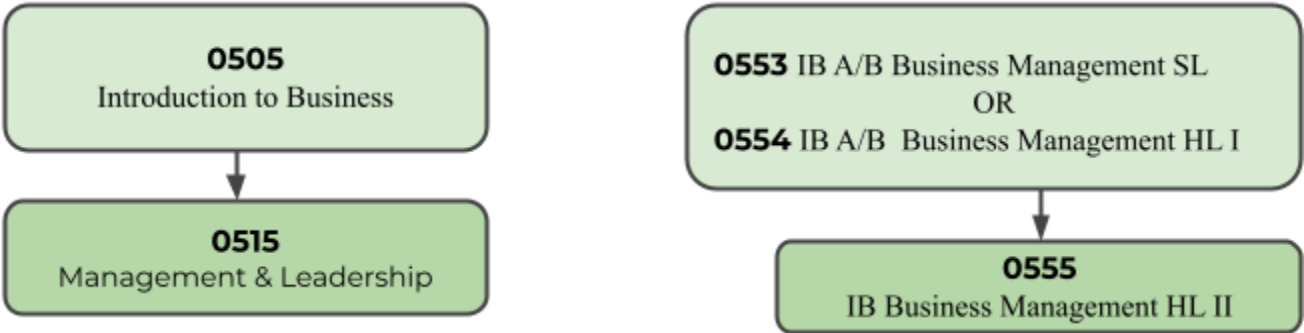 0505
Introduction to Business
0515
Management & Leadership
0553 IB A/B Business Management SL
OR
0554 IB A/B  Business Management HL I
0555
IB Business Management HL II